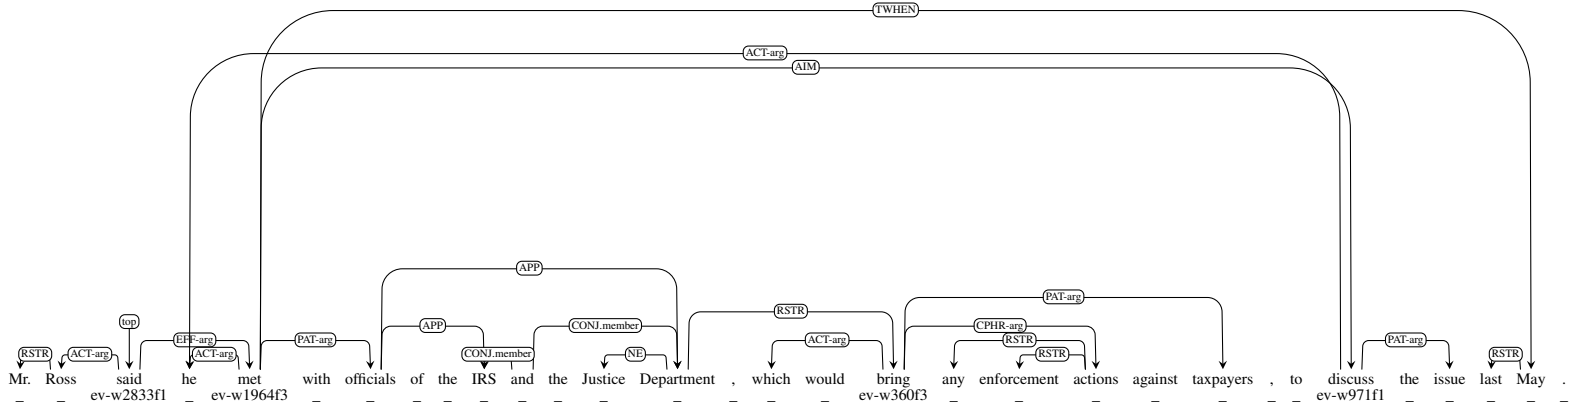 TWHEN
ACT-arg
AIM
APP
PAT-arg
RSTR
top
APP CONJ.member CPHR-arg
EFF-arg PAT-arg ACT-arg RSTR PAT-arg
RSTR ACT-arg ACT-arg CONJ.member NE RSTR RSTR
Mr. Ross said he met with officials of the IRS and the Justice Department , which would bring any enforcement actions against taxpayers , to discuss the issue last May .
_ _ ev-w2833f1 _ ev-w1964f3 _ _ _ _ _ _ _ _ _ _ _ _ ev-w360f3 _ _ _ _ _ _ _ ev-w971f1 _ _ _ _ _